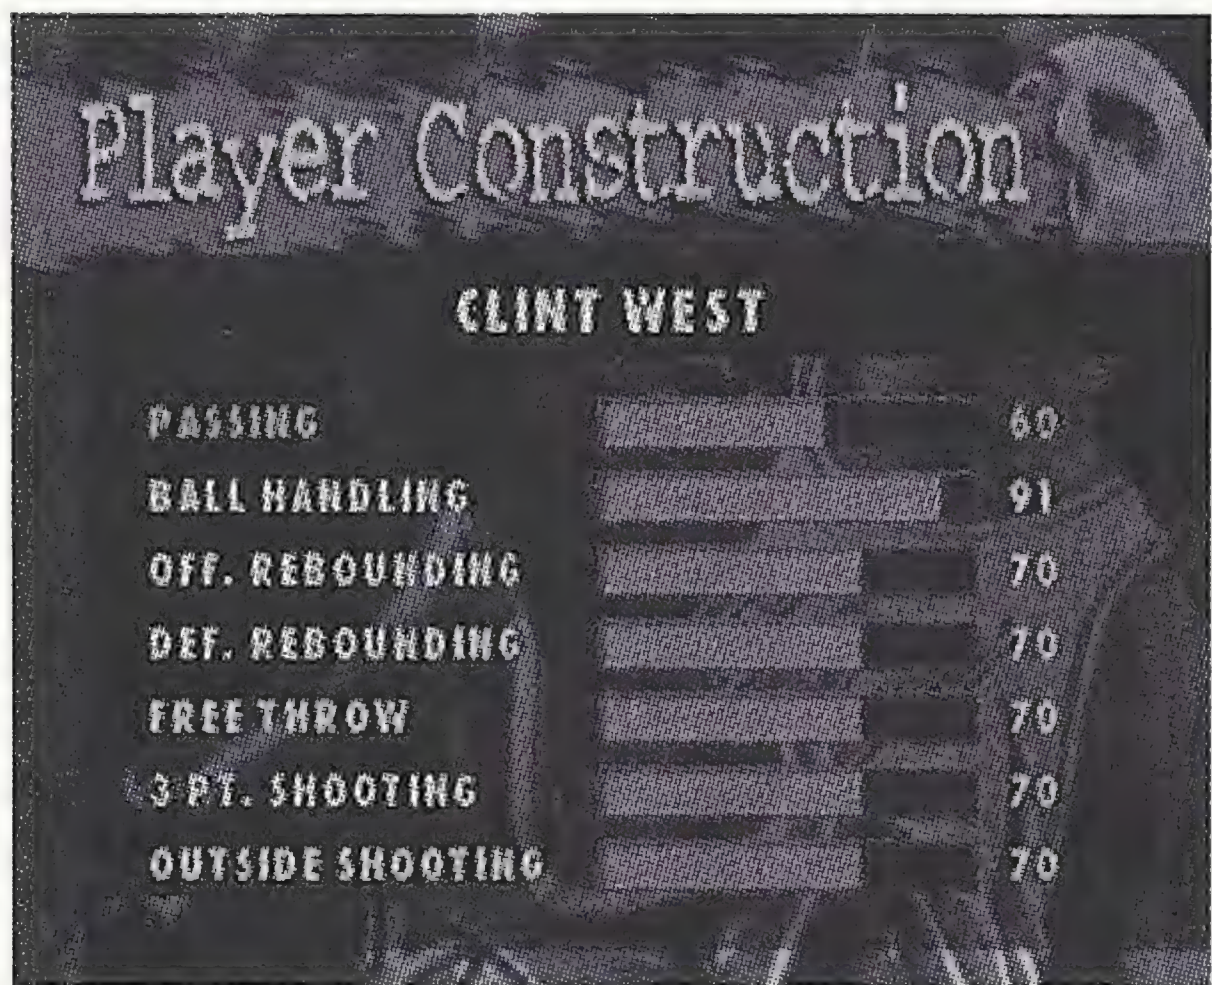 Player Construction
CLINT WEST
PASSING 60
BALL HANDLING 91
OFF. REBOUNDING 70
DEF. REBOUNDING 70
FREE THROW 70
3 PT. SHOOTING 70
OUTSIDE SHOOTING 70